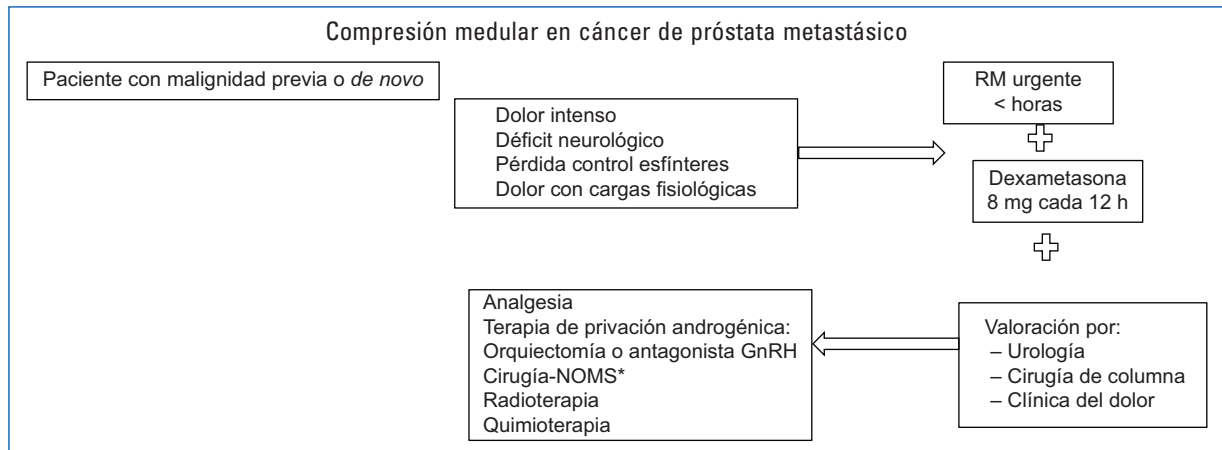 Compresión medular en cáncer de próstata metastásico
Paciente con malignidad previa o de novo
Dolor intenso
Déficit neurológico
Pérdida control esfínteres
Dolor con cargas fisiológicas
RM urgente
< horas
Dexametasona
8 mg cada 12 h
Valoración por:
– Urología
– Cirugía de columna
– Clínica del dolor
Analgesia
Terapia de privación androgénica:
Orquiectomía o antagonista GnRH
Cirugía-NOMS*
Radioterapia
Quimioterapia